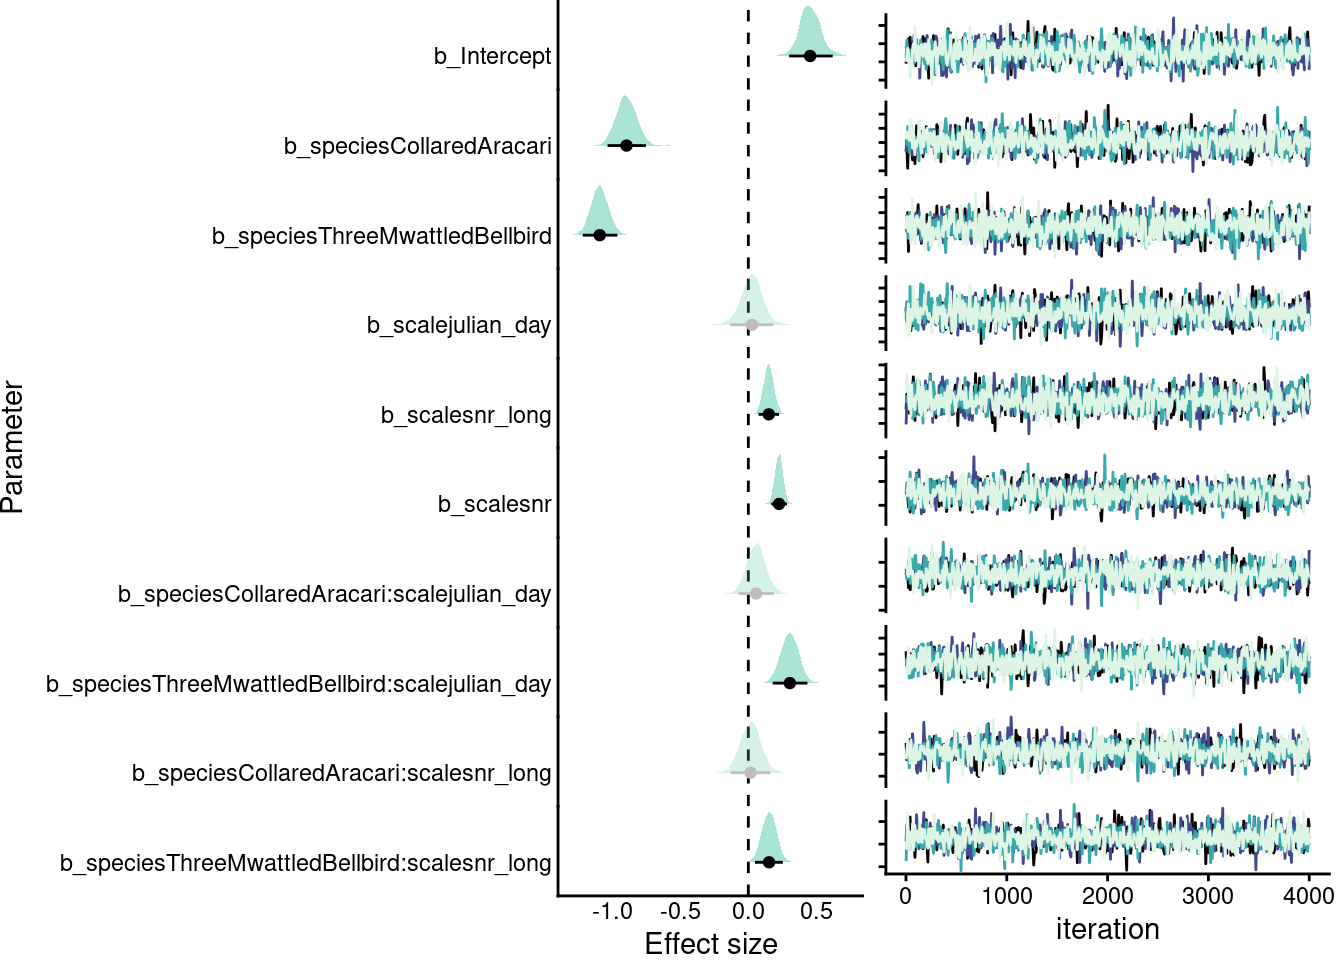 Parameter
b_Intercept
b_speciesCollaredAracari
b_speciesThreeMwattledBellbird
b_scalejulian_day
b_scalesnr_long
b_scalesnr
b_speciesCollaredAracari:scalejulian_day
b_speciesThreeMwattledBellbird:scalejulian_day
b_speciesCollaredAracari:scalesnr_long
b_speciesThreeMwattledBellbird:scalesnr_long
-1.0 -0.5 0.0 0.5
Effect size
0 1000 2000 3000 4000
iteration